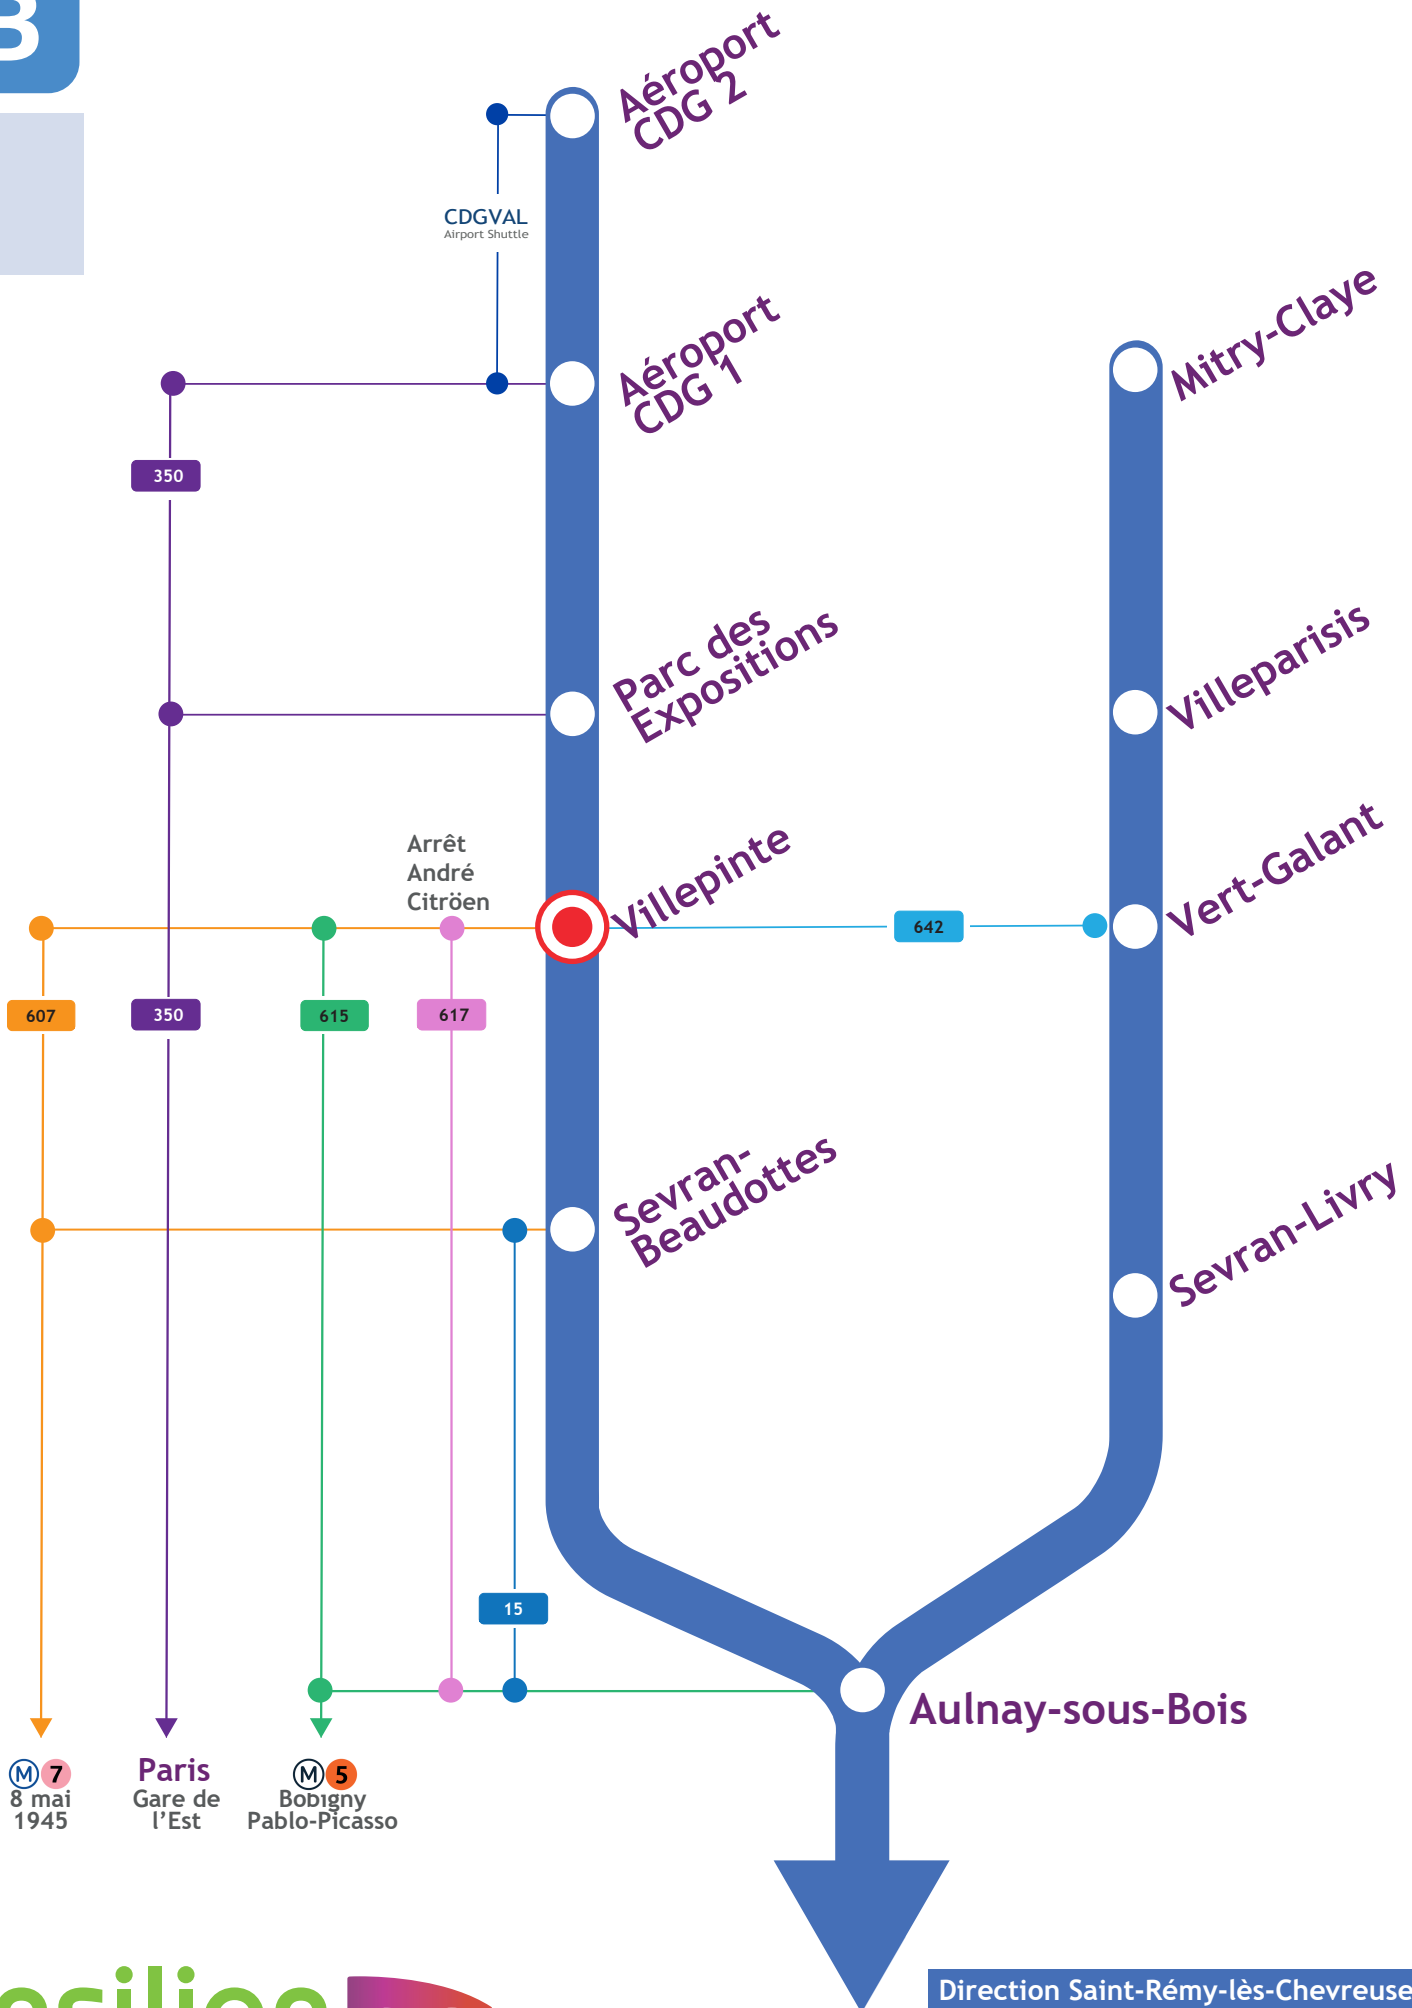 B
Aéroport
CDG 2
CDGVAL
Airport Shuttle
Aéroport
CDG 1
Mitry-Claye
350
Parc des
Expositions
Villeparisis
Arrêt
André
Citröen
Villepinte
642
Vert-Galant
607
350
615
617
Sevran-
Beaudottes
Sevran-Livry
15
Aulnay-sous-Bois
M 7
8 mai
1945
Paris
Gare de
l'Est
M 5
Bobigny
Pablo-Picasso
Direction Saint-Rémy-lès-Chevreuse